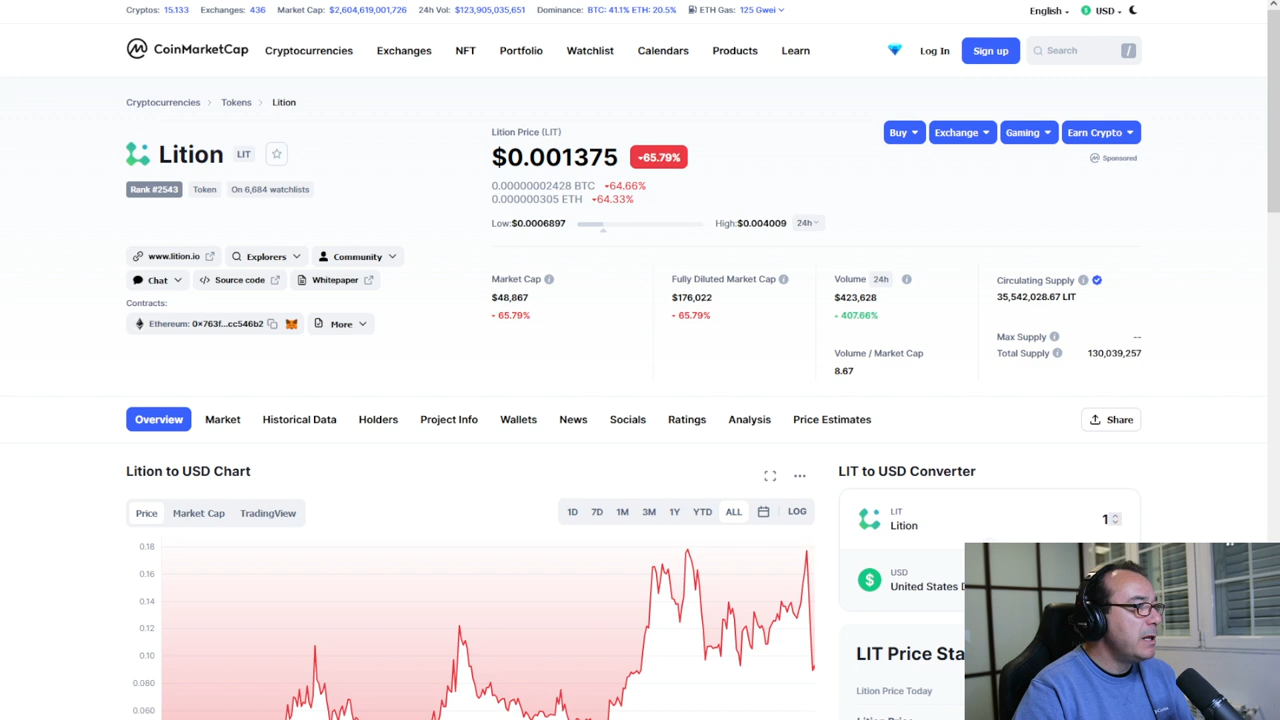 Cryptos: 15.133 Exchanges: 436 Market Cap: $2,604,619,001,726 24h Vol: $123,905,035,651 Dominance: BTC: 41.1% ETH: 20.5% ETH Gas: 125 Gwei English USD
CoinMarketCap Cryptocurrencies Exchanges NFT Portfolio Watchlist Calendars Products Learn Log In Sign up Search /
Cryptocurrencies Tokens Lition
Lition LIT
Rank #2543 Token On 6,684 watchlists
www.lition.io Explorers Community
Chat Source code Whitepaper
Contracts:
Ethereum: 0x763f...cc546b2 More
Lition Price (LIT)
$0.001375 65.79%
0.00000002428 BTC 64.66%
0.000000305 ETH 64.33%
Low:$0.0006897 High:$0.004009 24h
Buy Exchange Gaming Earn Crypto
Sponsored
Market Cap
$48,867
65.79%
Fully Diluted Market Cap
$176,022
65.79%
Volume 24h
$423,628
407.66%
Volume / Market Cap
8.67
Circulating Supply
35,542,028.67 LIT
Max Supply --
Total Supply 130,039,257
Overview Market Historical Data Holders Project Info Wallets News Socials Ratings Analysis Price Estimates Share
Lition to USD Chart
Price Market Cap TradingView 1D 7D 1M 3M 1Y YTD ALL LOG
0.18
0.16
0.14
0.12
0.10
0.080
0.060
LIT to USD Converter
LIT
Lition 1
USD
United States D
LIT Price Sta
Lition Price Today